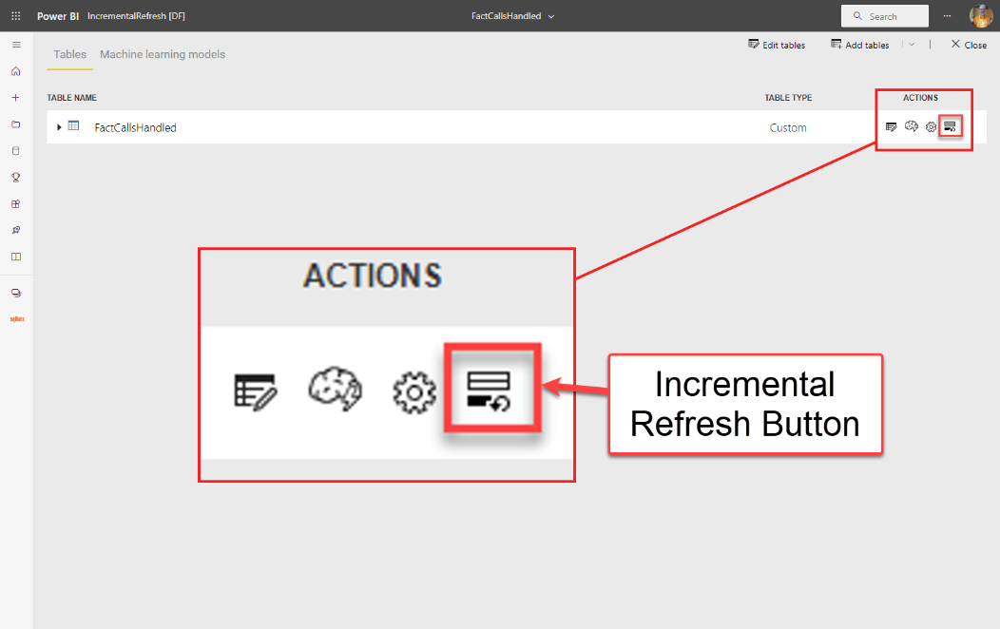 Power BI IncrementalRefresh [DF] FactCallsHandled Search
Tables Machine learning models Edit tables Add tables Close
TABLE NAME TABLE TYPE ACTIONS
FactCallsHandled Custom
ACTIONS
Incremental
Refresh Button